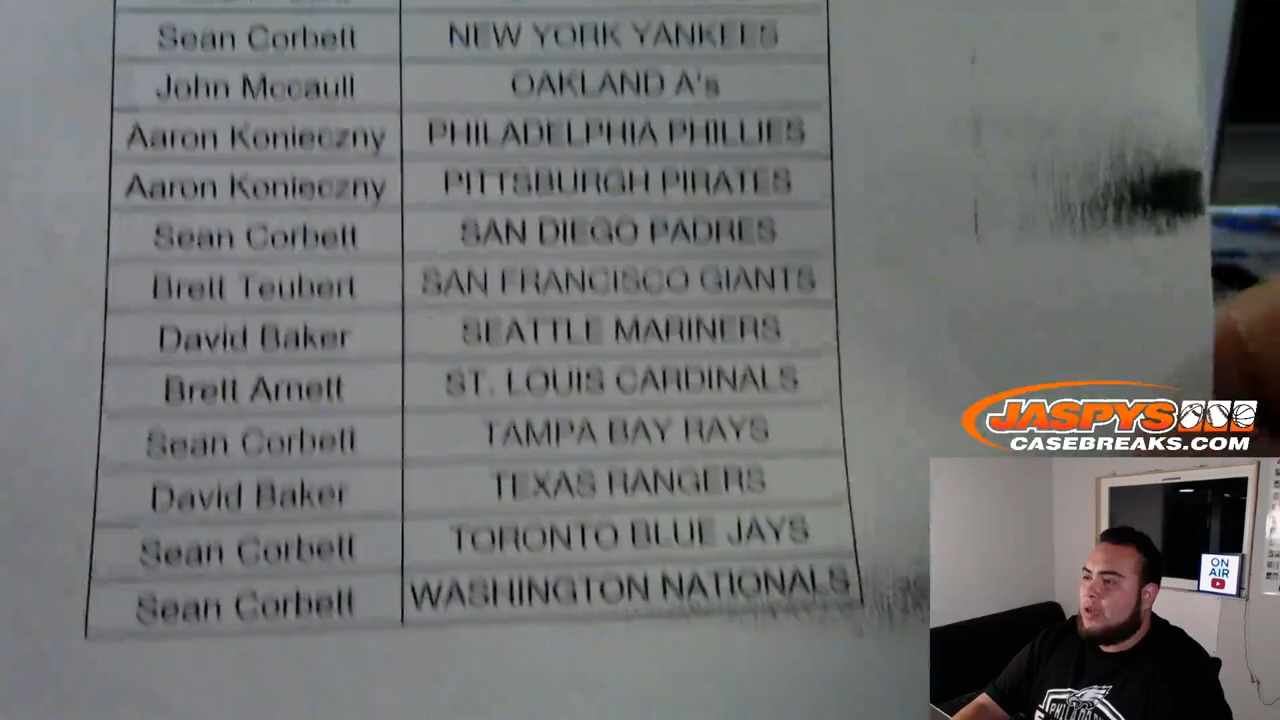 Sean Corbett NEW YORK YANKEES
John Mccaull OAKLAND A's
Aaron Konieczny PHILADELPHIA PHILLIES
Aaron Konieczny PITTSBURGH PIRATES
Sean Corbett SAN DIEGO PADRES
Brett Teubert SAN FRANCISCO GIANTS
David Baker SEATTLE MARINERS
Brett Arnett ST. LOUIS CARDINALS
Sean Corbett TAMPA BAY RAYS
David Baker TEXAS RANGERS
Sean Corbett TORONTO BLUE JAYS
Sean Corbett WASHINGTON NATIONALS
JASPYS
CASEBREAKS.COM
ON
AIR